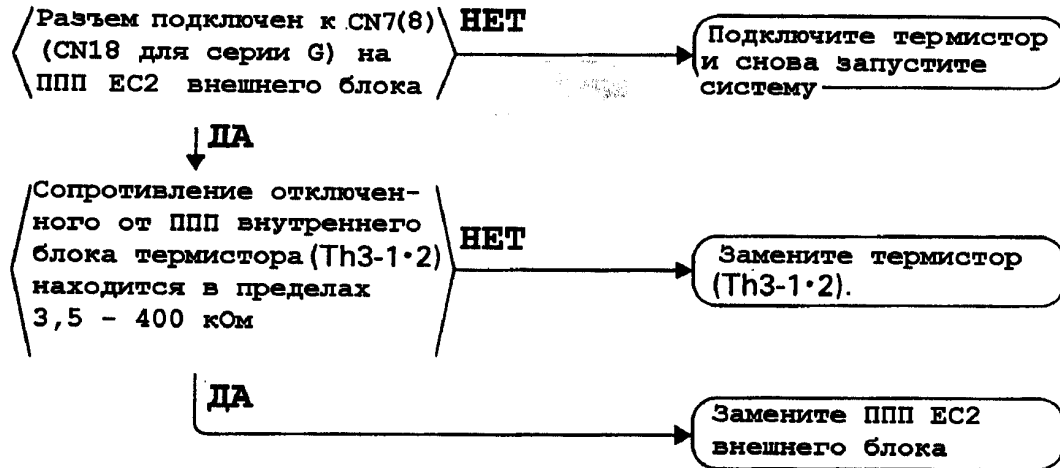 Разъем подключен к CN7(8)
(CN18 для серии G) на
ППП EC2 внешнего блока
НЕТ
Подключите термистор
и снова запустите
систему
ДА
Сопротивление отключен-
ного от ППП внутреннего
блока термистора (Th3-1•2)
находится в пределах
3,5 - 400 кОм
НЕТ
Замените термистор
(Th3-1•2).
ДА
Замените ППП EC2
внешнего блока